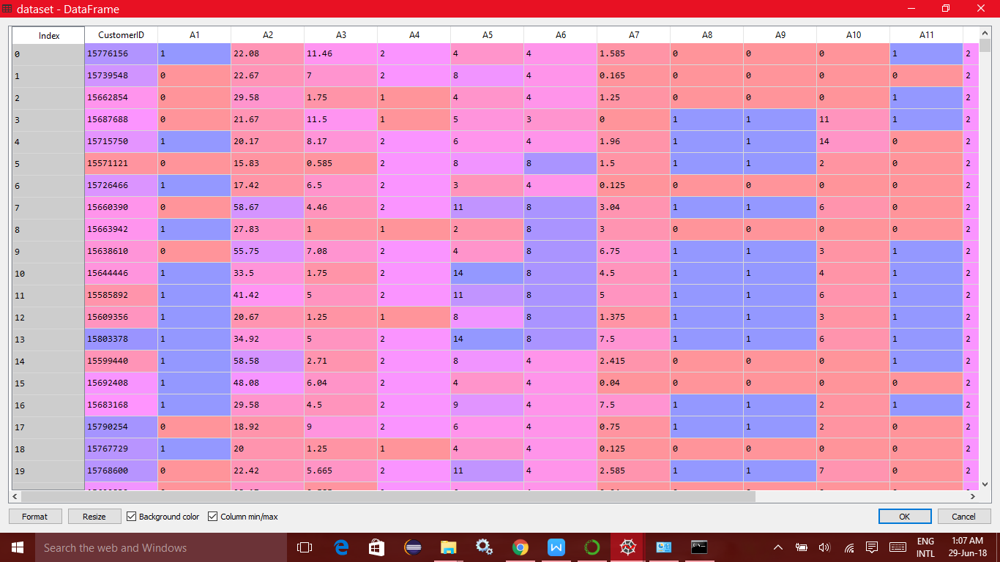 dataset - DataFrame
Index CustomerID A1 A2 A3 A4 A5 A6 A7 A8 A9 A10 A11
0 15776156 1 22.08 11.46 2 4 4 1.585 0 0 0 1 2
1 15739548 0 22.67 7 2 8 4 0.165 0 0 0 0 2
2 15662854 0 29.58 1.75 1 4 4 1.25 0 0 0 1 2
3 15687688 0 21.67 11.5 1 5 3 0 1 1 11 1 2
4 15715750 1 20.17 8.17 2 6 4 1.96 1 1 14 0 2
5 15571121 0 15.83 0.585 2 8 8 1.5 1 1 2 0 2
6 15726466 1 17.42 6.5 2 3 4 0.125 0 0 0 0 2
7 15660390 0 58.67 4.46 2 11 8 3.04 1 1 6 0 2
8 15663942 1 27.83 1 1 2 8 3 0 0 0 0 2
9 15638610 0 55.75 7.08 2 4 8 6.75 1 1 3 1 2
10 15644446 1 33.5 1.75 2 14 8 4.5 1 1 4 1 2
11 15585892 1 41.42 5 2 11 8 5 1 1 6 1 2
12 15609356 1 20.67 1.25 1 8 8 1.375 1 1 3 1 2
13 15803378 1 34.92 5 2 14 8 7.5 1 1 6 1 2
14 15599440 1 58.58 2.71 2 8 4 2.415 0 0 0 1 2
15 15692408 1 48.08 6.04 2 4 4 0.04 0 0 0 0 2
16 15683168 1 29.58 4.5 2 9 4 7.5 1 1 2 1 2
17 15790254 0 18.92 9 2 6 4 0.75 1 1 2 0 2
18 15767729 1 20 1.25 1 4 4 0.125 0 0 0 0 2
19 15768600 0 22.42 5.665 2 11 4 2.585 1 1 7 0 2
Format Resize Background color Column min/max OK Cancel
Search the web and Windows
ENG
INTL
1:07 AM
29-Jun-18